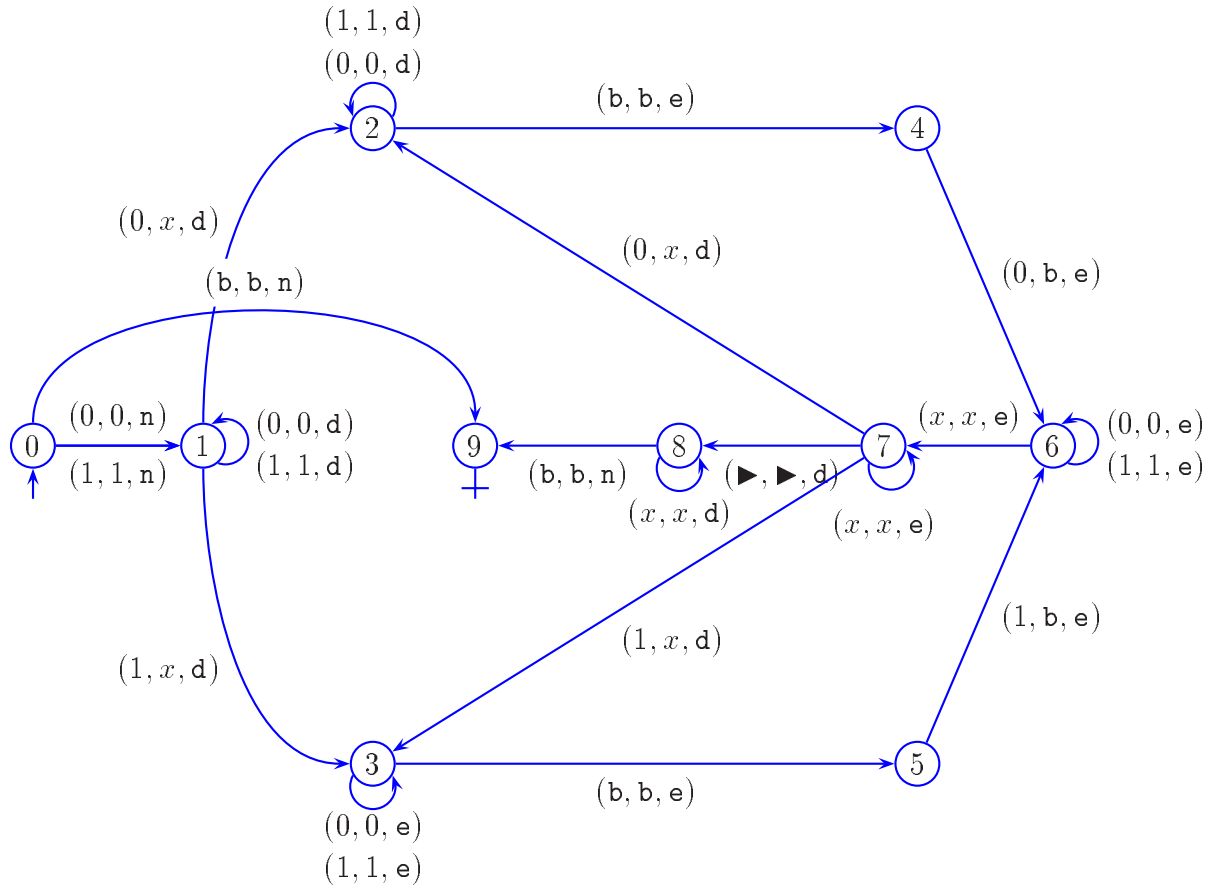 (1, 1, d)
(0, 0, d)
2
(b, b, e)
4
(0, x, d)
(0, x, d)
(b, b, n)
(0, b, e)
0
(0, 0, n)
(1, 1, n)
1
(0, 0, d)
(1, 1, d)
9
(b, b, n)
8
(x, x, d)
(►, ►, d)
7
(x, x, e)
(x, x, e)
6
(0, 0, e)
(1, 1, e)
(1, x, d)
(1, x, d)
(1, b, e)
3
(b, b, e)
5
(0, 0, e)
(1, 1, e)